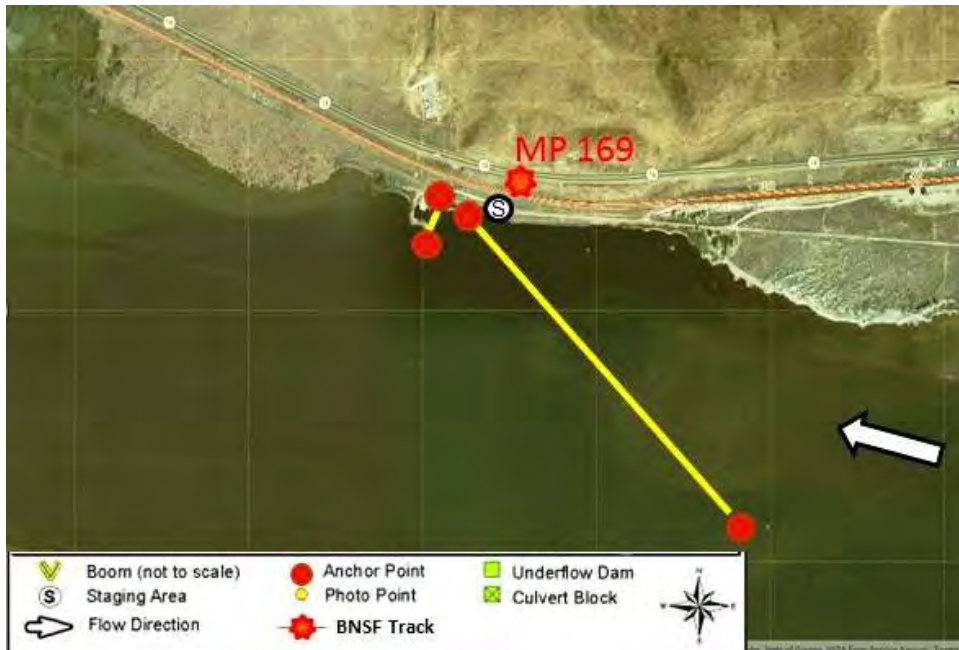 MP 169
S
Boom (not to scale)
Anchor Point
Underflow Dam
S
Staging Area
Photo Point
Culvert Block
Flow Direction
BNSF Track
N
W
E
S